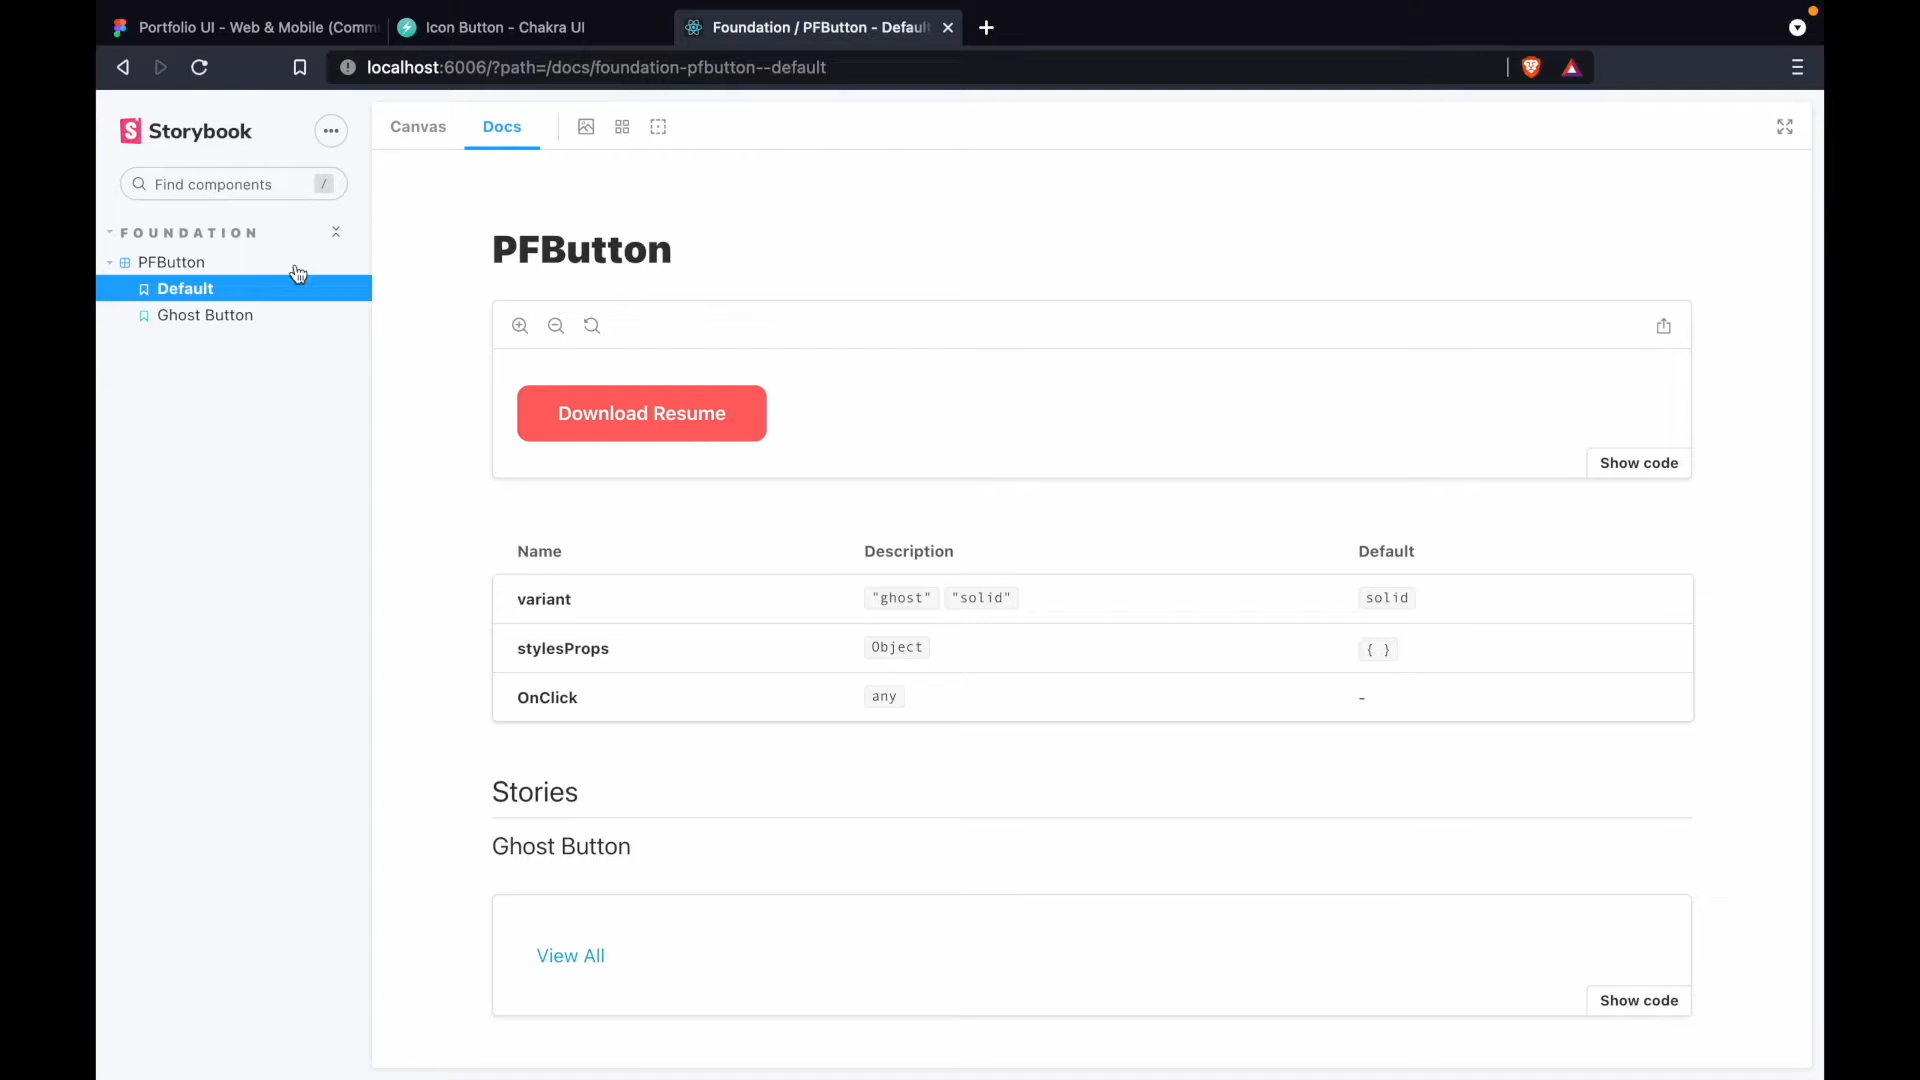 Portfolio UI - Web & Mobile (Comm
Icon Button - Chakra UI
Foundation / PFButton - Defaul
localhost:6006/?path=/docs/foundation-pfbutton--default
Storybook
Canvas
Docs
Find components
/
FOUNDATION
PFButton
Default
Ghost Button
PFButton
Download Resume
Show code
Name
Description
Default
variant
"ghost" "solid"
solid
stylesProps
Object
{ }
OnClick
any
-
Stories
Ghost Button
View All
Show code